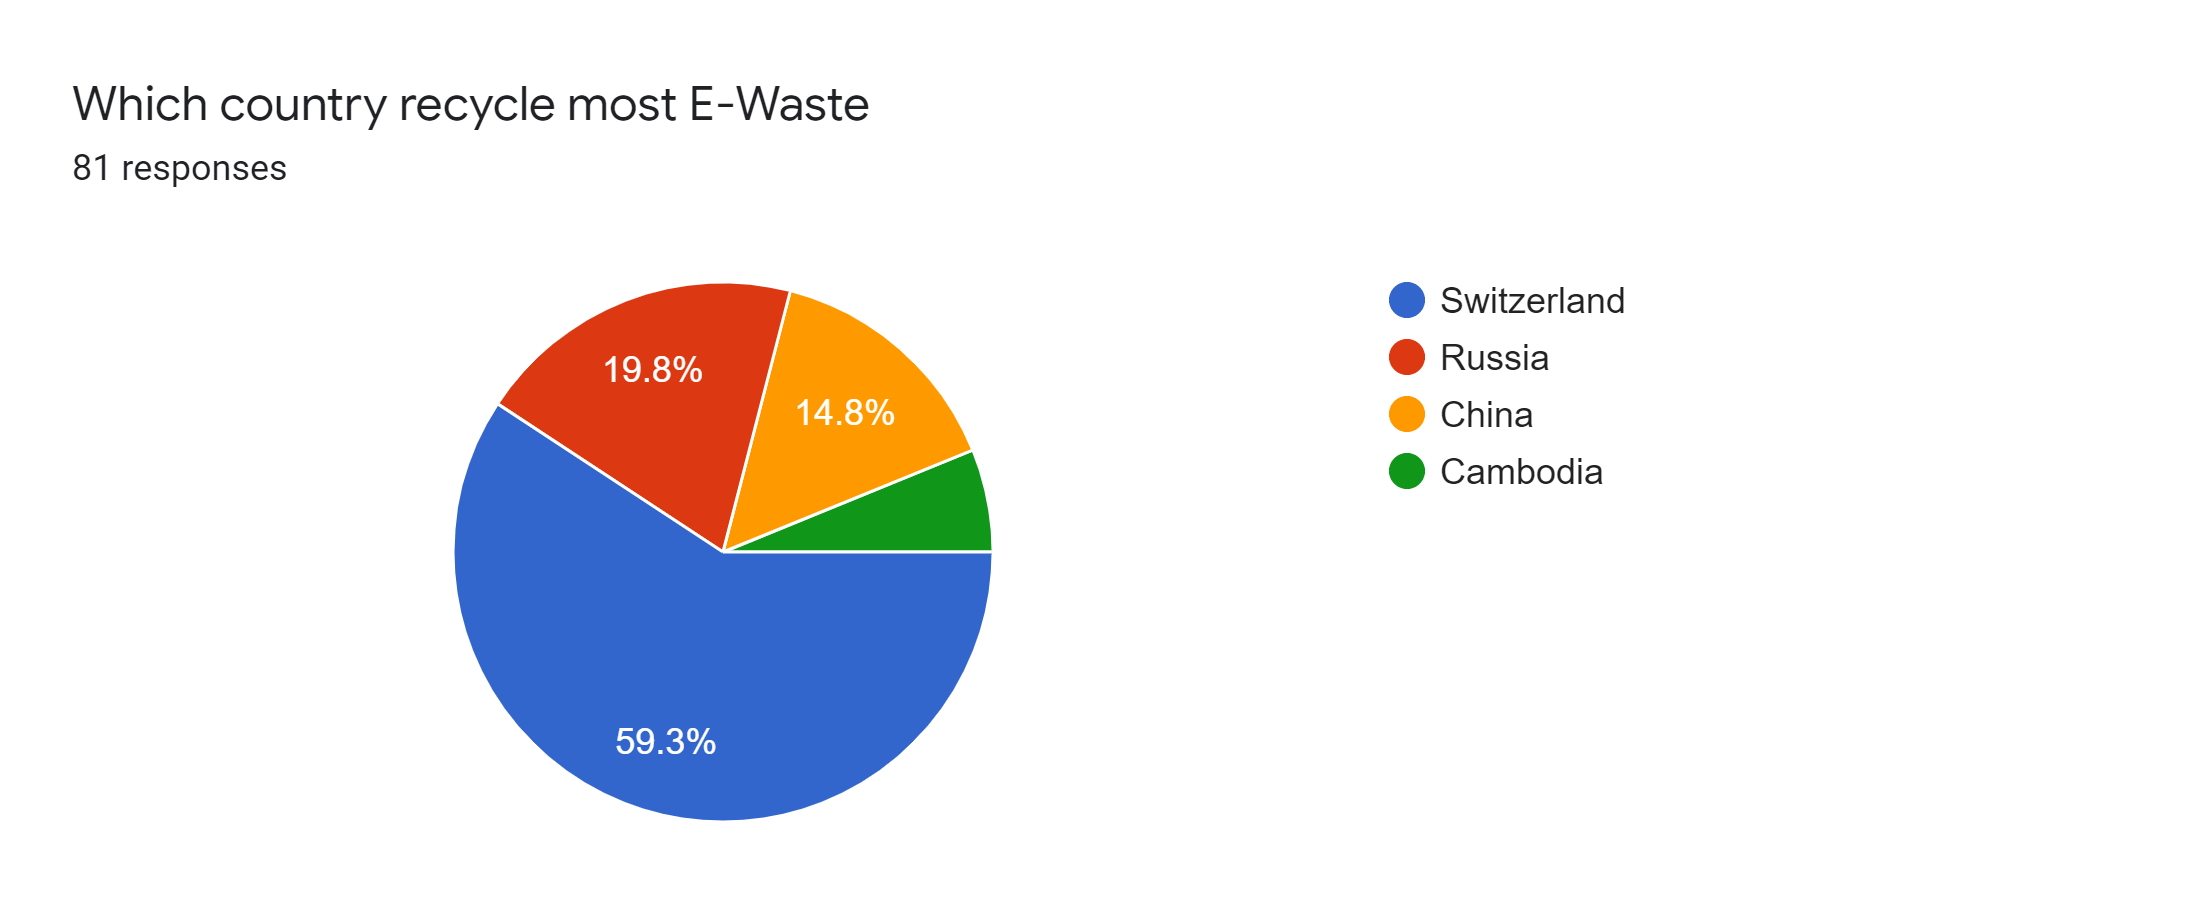 Which country recycle most E-Waste
81 responses
19.8%
14.8%
59.3%
Switzerland
Russia
China
Cambodia